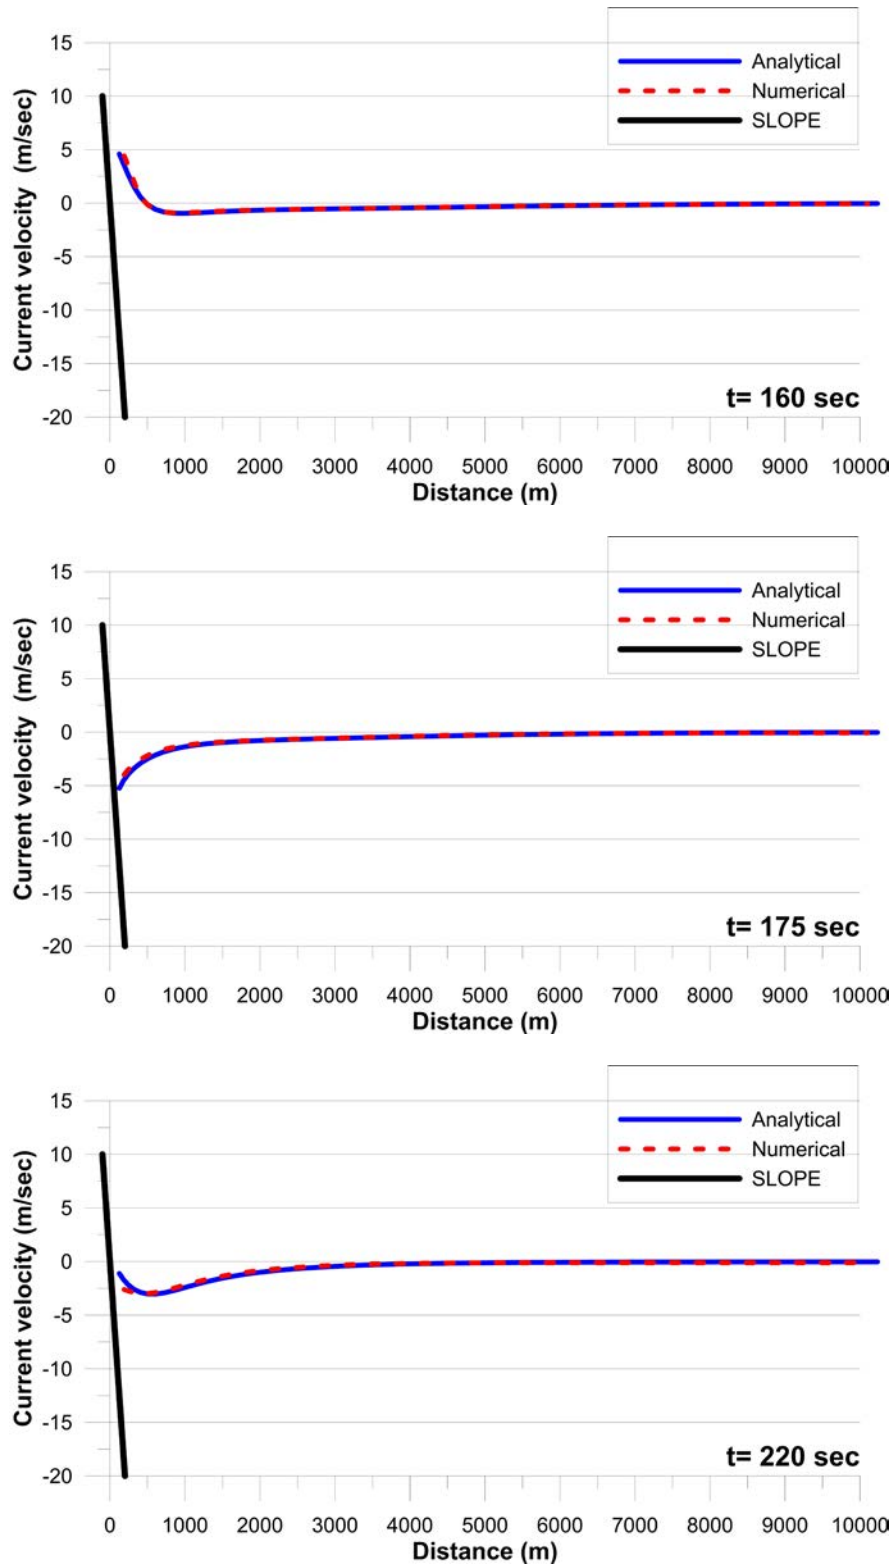 15
10
5
0
-5
-10
-15
-20
Current velocity (m/sec)
Analytical
Numerical
SLOPE
t= 160 sec
0 1000 2000 3000 4000 5000 6000 7000 8000 9000 10000
Distance (m)
15
10
5
0
-5
-10
-15
-20
Current velocity (m/sec)
Analytical
Numerical
SLOPE
t= 175 sec
0 1000 2000 3000 4000 5000 6000 7000 8000 9000 10000
Distance (m)
15
10
5
0
-5
-10
-15
-20
Current velocity (m/sec)
Analytical
Numerical
SLOPE
t= 220 sec
0 1000 2000 3000 4000 5000 6000 7000 8000 9000 10000
Distance (m)